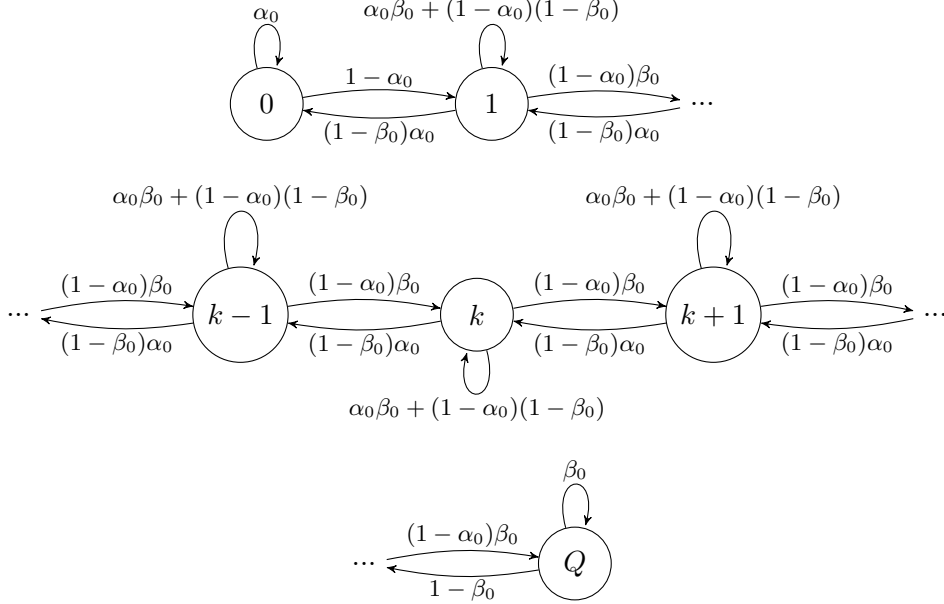 α₀ α₀β₀ + (1 − α₀)(1 − β₀)
1 − α₀ (1 − α₀)β₀
0 1 ...
(1 − β₀)α₀ (1 − β₀)α₀
α₀β₀ + (1 − α₀)(1 − β₀) α₀β₀ + (1 − α₀)(1 − β₀)
(1 − α₀)β₀ (1 − α₀)β₀ (1 − α₀)β₀ (1 − α₀)β₀
... k − 1 k k + 1 ...
(1 − β₀)α₀ (1 − β₀)α₀ (1 − β₀)α₀ (1 − β₀)α₀
α₀β₀ + (1 − α₀)(1 − β₀)
β₀
(1 − α₀)β₀
... Q
1 − β₀